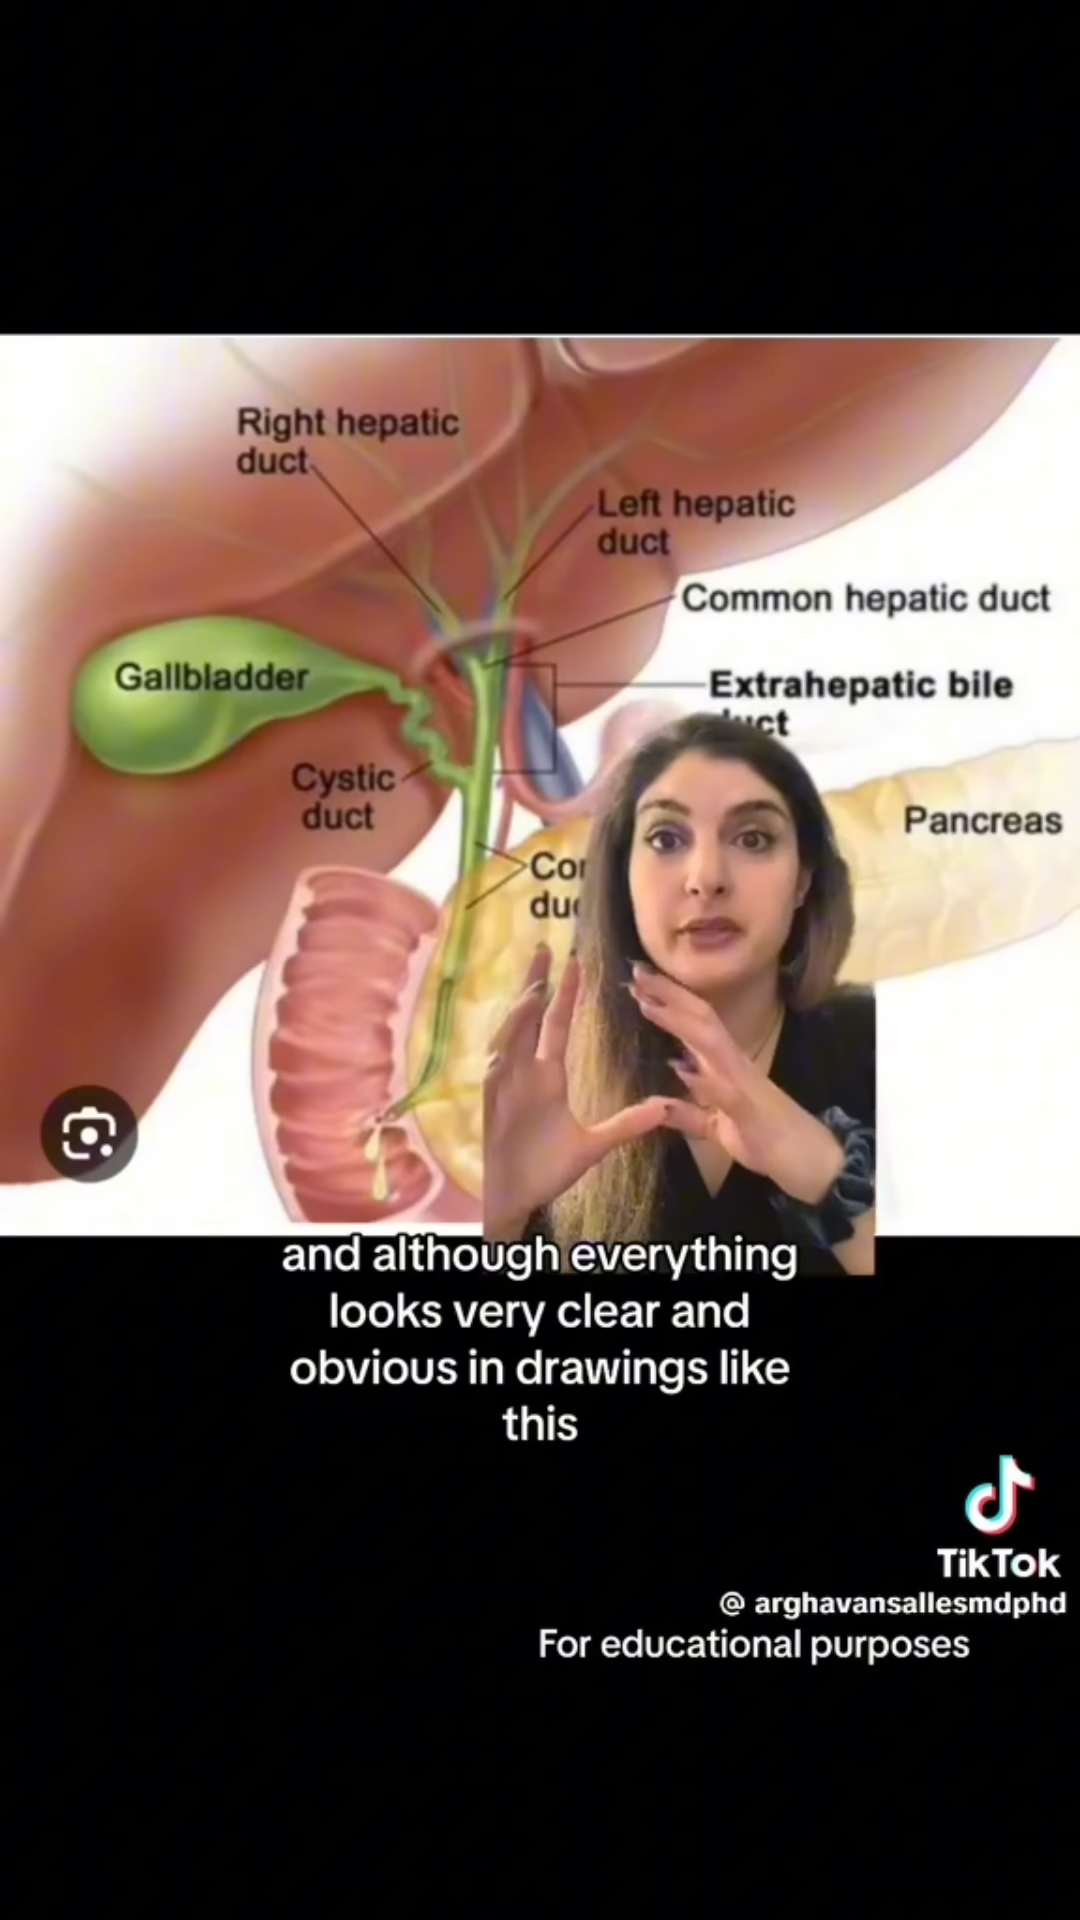 Right hepatic
duct
Left hepatic
duct
Common hepatic duct
Gallbladder
Extrahepatic bile
duct
Cystic
duct
Pancreas
and although everything
looks very clear and
obvious in drawings like
this
TikTok
@ arghavansallesmdphd
For educational purposes